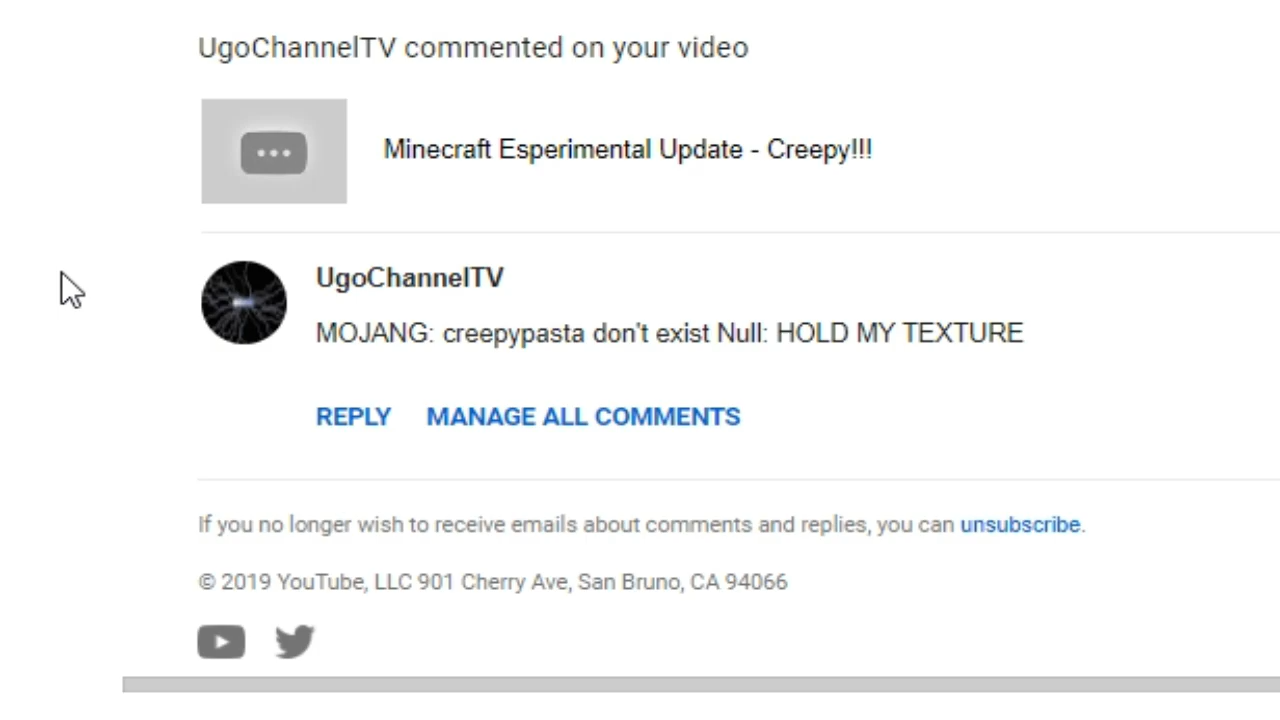 UgoChannelTV commented on your video
Minecraft Esperimental Update - Creepy!!!
UgoChannelTV
MOJANG: creepypasta don't exist Null: HOLD MY TEXTURE
REPLY MANAGE ALL COMMENTS
If you no longer wish to receive emails about comments and replies, you can unsubscribe.
© 2019 YouTube, LLC 901 Cherry Ave, San Bruno, CA 94066